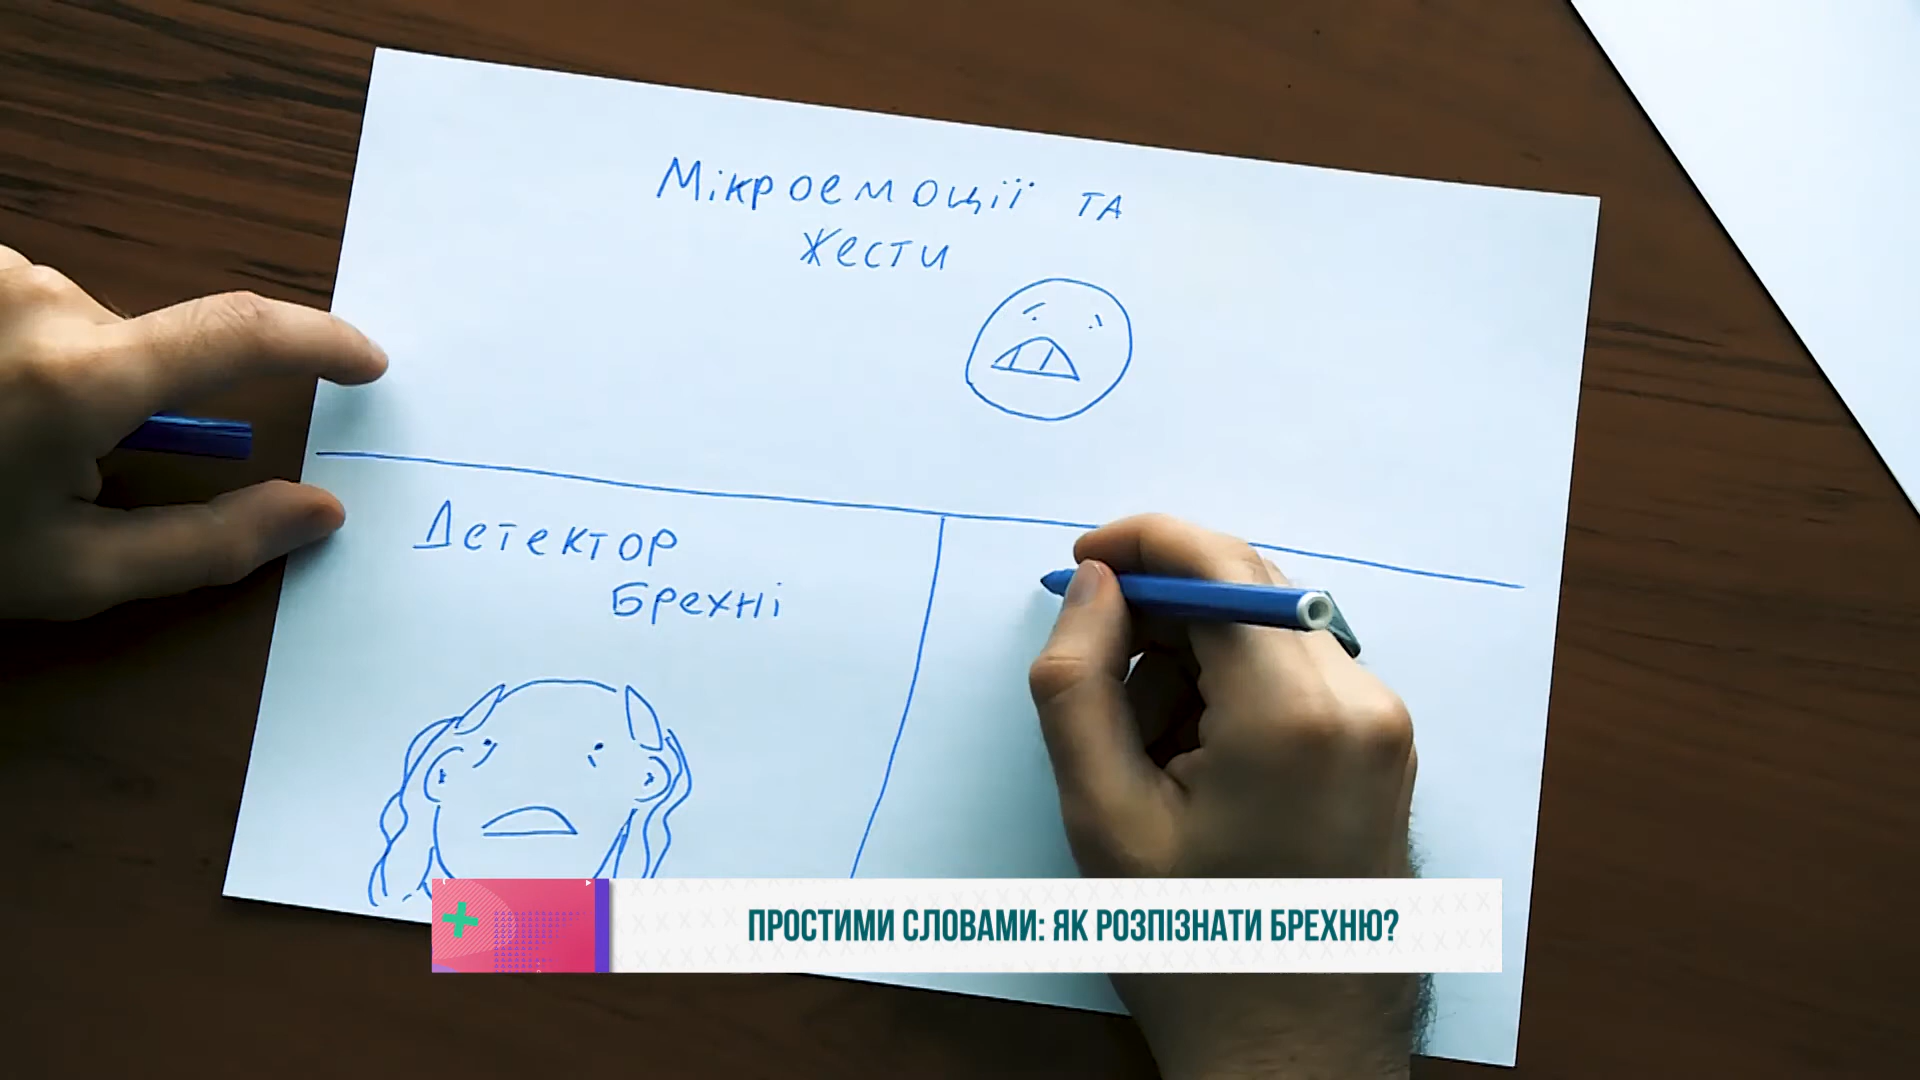 Мікроемоції та
жести
Детектор
брехні
ПРОСТИМИ СЛОВАМИ: ЯК РОЗПІЗНАТИ БРЕХНЮ?